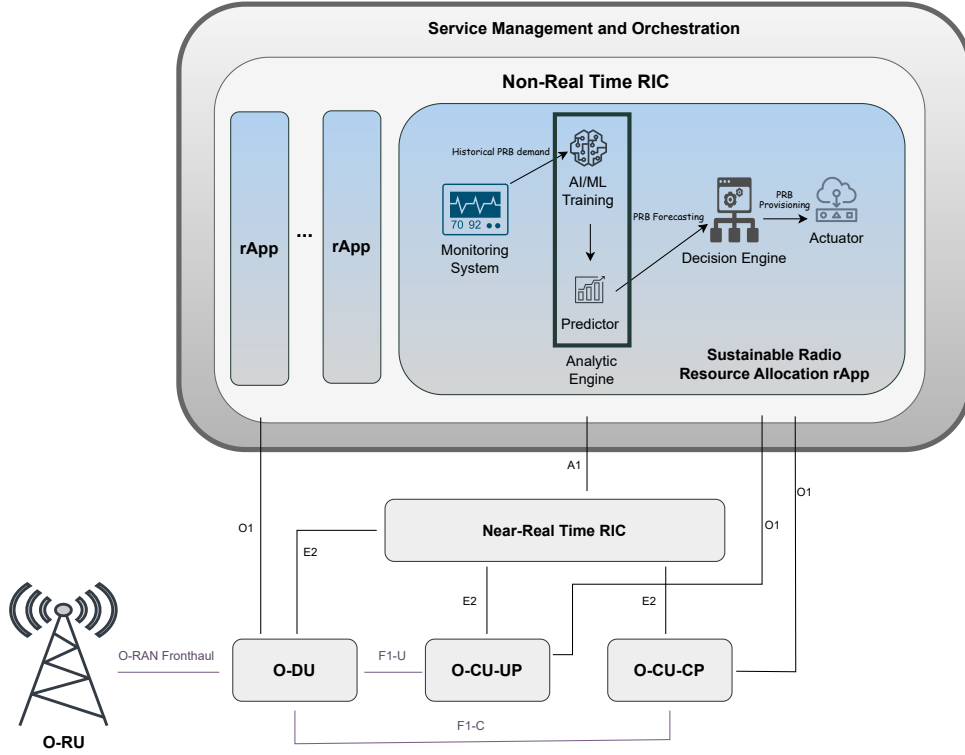 Service Management and Orchestration
Non-Real Time RIC
rApp
...
rApp
Historical PRB demand
70 92
Monitoring
System
AI/ML
Training
Predictor
Analytic
Engine
PRB Forecasting
Decision Engine
PRB
Provisioning
Actuator
Sustainable Radio
Resource Allocation rApp
A1
O1
O1
O1
Near-Real Time RIC
E2
E2
E2
O-RAN Fronthaul
O-DU
F1-U
O-CU-UP
O-CU-CP
F1-C
O-RU